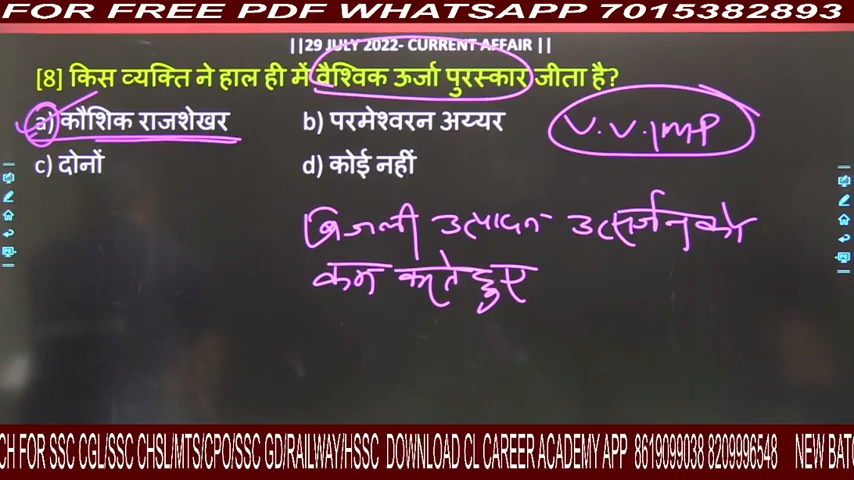 FOR FREE PDF WHATSAPP 7015382893
||29 JULY 2022- CURRENT AFFAIR ||
[8] किस व्यक्ति ने हाल ही में वैश्विक ऊर्जा पुरस्कार जीता है?
a) कौशिक राजशेखर b) परमेश्वरन अय्यर
V.V.IMP
c) दोनों d) कोई नहीं
बिजली उत्पादन उत्सर्जन को
कम करते हुए
CH FOR SSC CGL/SSC CHSL/MTS/CPO/SSC GD/RAILWAY/HSSC DOWNLOAD CL CAREER ACADEMY APP 8619099038 8209996548 NEW BATC